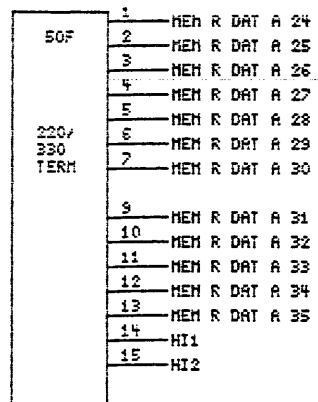 1 MEM R DAT A 24
50F
2 MEM R DAT A 25
3 MEM R DAT A 26
4 MEM R DAT A 27
5 MEM R DAT A 28
220/
6 MEM R DAT A 29
330
7 MEM R DAT A 30
TERM
9 MEM R DAT A 31
10 MEM R DAT A 32
11 MEM R DAT A 33
12 MEM R DAT A 34
13 MEM R DAT A 35
14 HI1
15 HI2